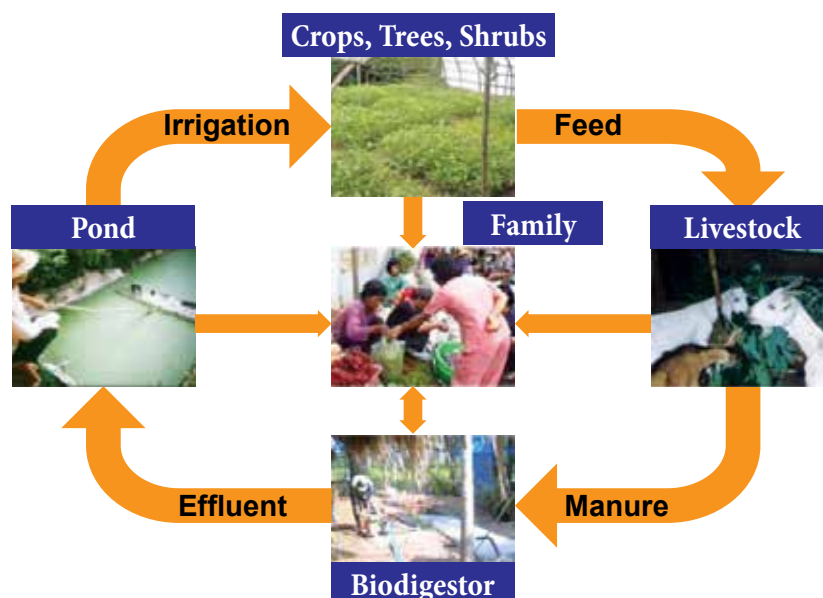 Crops, Trees, Shrubs
Irrigation
Feed
Pond
Family
Livestock
Effluent
Manure
Biodigestor